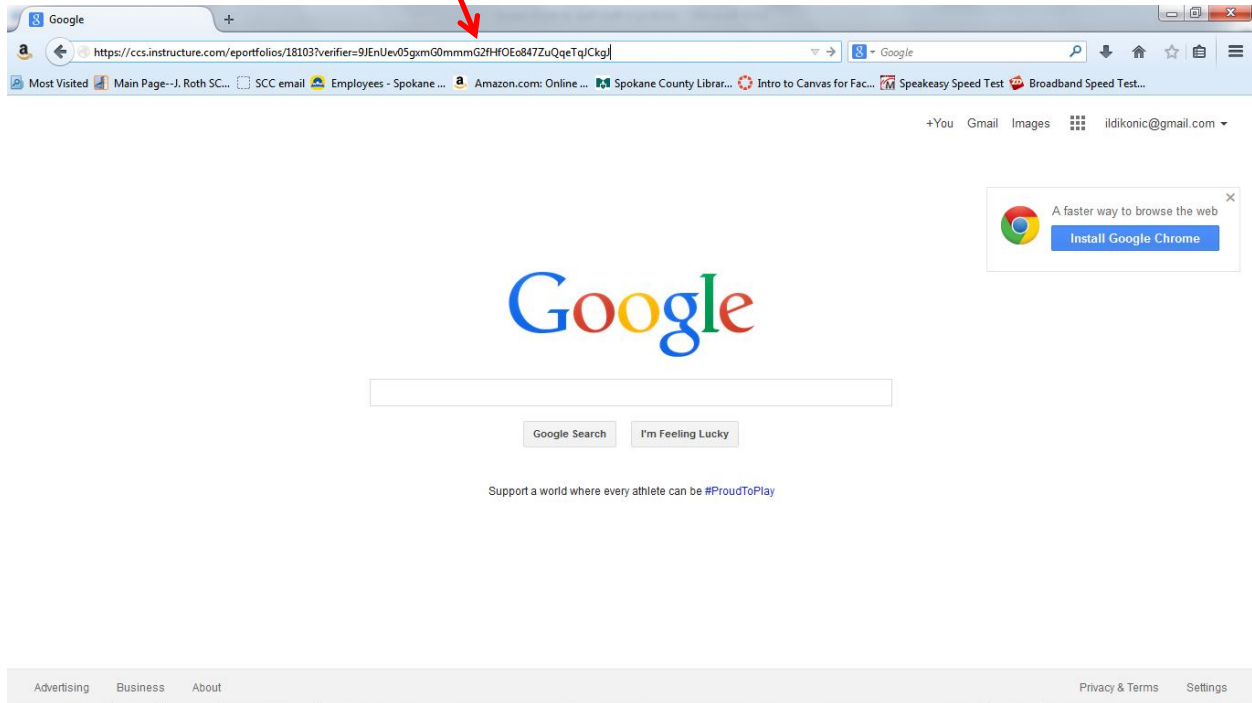 8 Google +
a https://ccs.instructure.com/eportfolios/18103?verifier=9JEnUev05gxmG0mnmmG2fHfOEo847ZuQqeTqJCkgJ 8 Google
Most Visited Main Page--J. Roth SC... SCC email Employees - Spokane ... a Amazon.com: Online ... Spokane County Librar... Intro to Canvas for Fac... Speakeasy Speed Test Broadband Speed Test...
+You Gmail Images ildikonic@gmail.com
A faster way to browse the web
Install Google Chrome
Google
Google Search I'm Feeling Lucky
Support a world where every athlete can be #ProudToPlay
Advertising Business About Privacy & Terms Settings